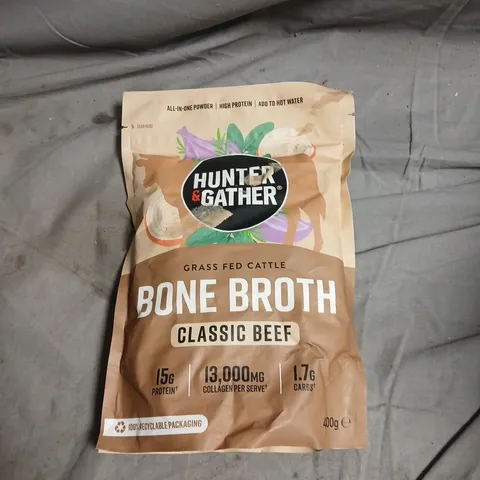 ALL-IN-ONE POWDER | HIGH PROTEIN | ADD TO HOT WATER
HUNTER
& GATHER®
GRASS FED CATTLE
BONE BROTH
CLASSIC BEEF
15G PROTEIN† | 13,000MG COLLAGEN PER SERVE† | 1.7G CARBS†
100% RECYCLABLE PACKAGING
400g ℮